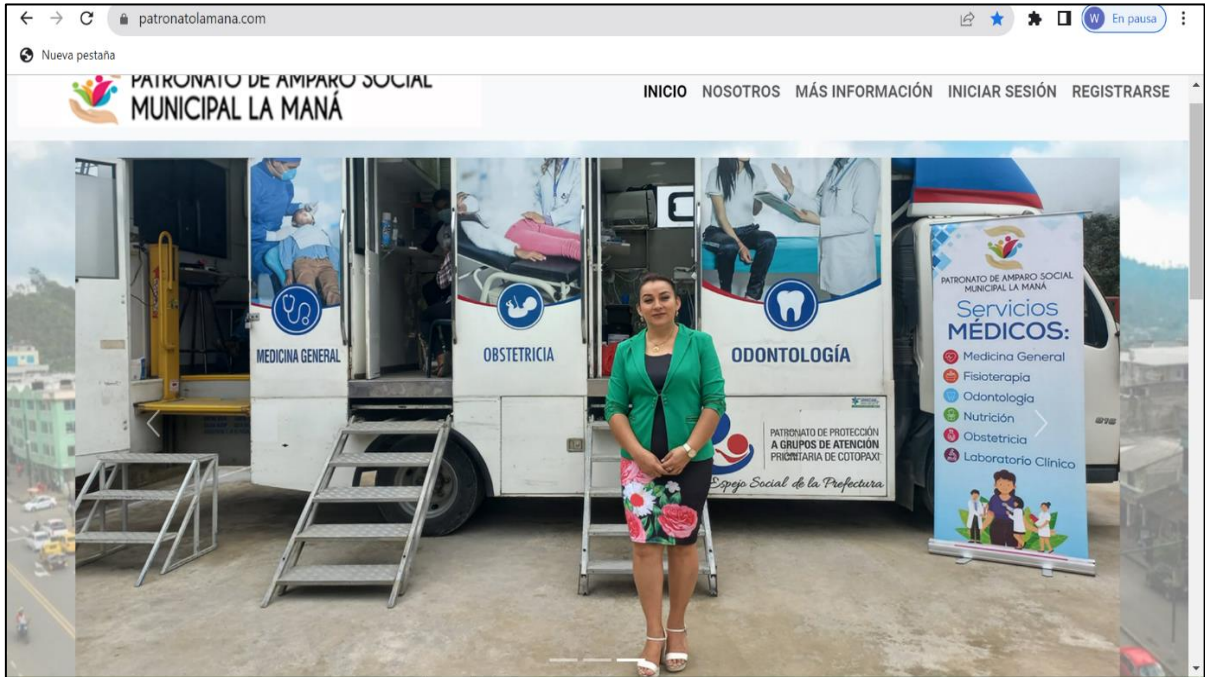 patronatolamana.com
W
En pausa
Nueva pestaña
PATRONATO DE AMPARO SOCIAL
MUNICIPAL LA MANÁ
INICIO NOSOTROS MÁS INFORMACIÓN INICIAR SESIÓN REGISTRARSE
MEDICINA GENERAL
OBSTETRICIA
ODONTOLOGÍA
PATRONATO DE PROTECCIÓN
A GRUPOS DE ATENCIÓN
PRIORITARIA DE COTOPAXI
Espejo Social de la Prefectura
PATRONATO DE AMPARO SOCIAL
MUNICIPAL LA MANÁ
Servicios
MÉDICOS:
Medicina General
Fisioterapia
Odontología
Nutrición
Obstetricia
Laboratorio Clínico